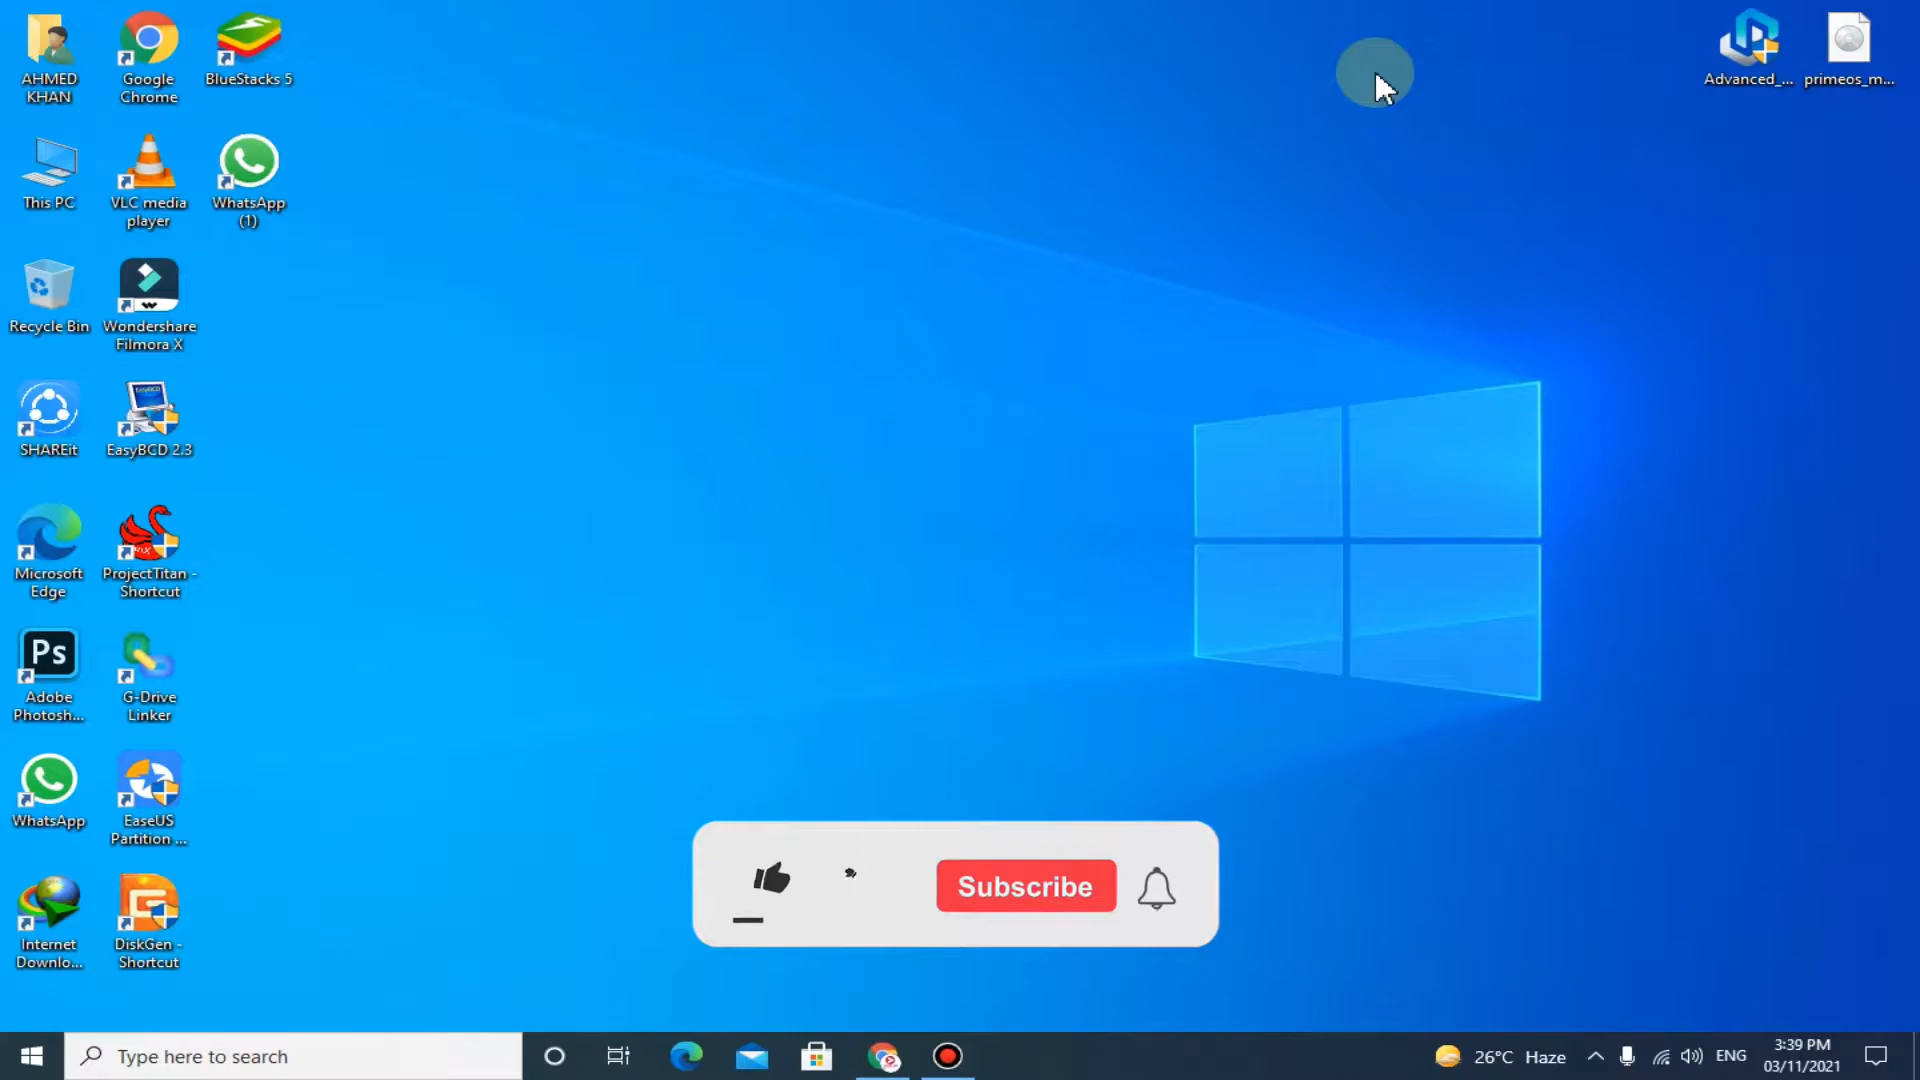 AHMED
KHAN
Google
Chrome
BlueStacks 5
Advanced_...
primeos_m...
This PC
VLC media
player
WhatsApp
(1)
Recycle Bin
Wondershare
Filmora X
EasyBCD
SHAREit
EasyBCD 2.3
Microsoft
Edge
ProjectTitan -
Shortcut
Ps
Adobe
Photosh...
G-Drive
Linker
WhatsApp
EaseUS
Partition ...
Subscribe
Internet
Downlo...
DiskGen -
Shortcut
Type here to search
26°C Haze
ENG
3:39 PM
03/11/2021